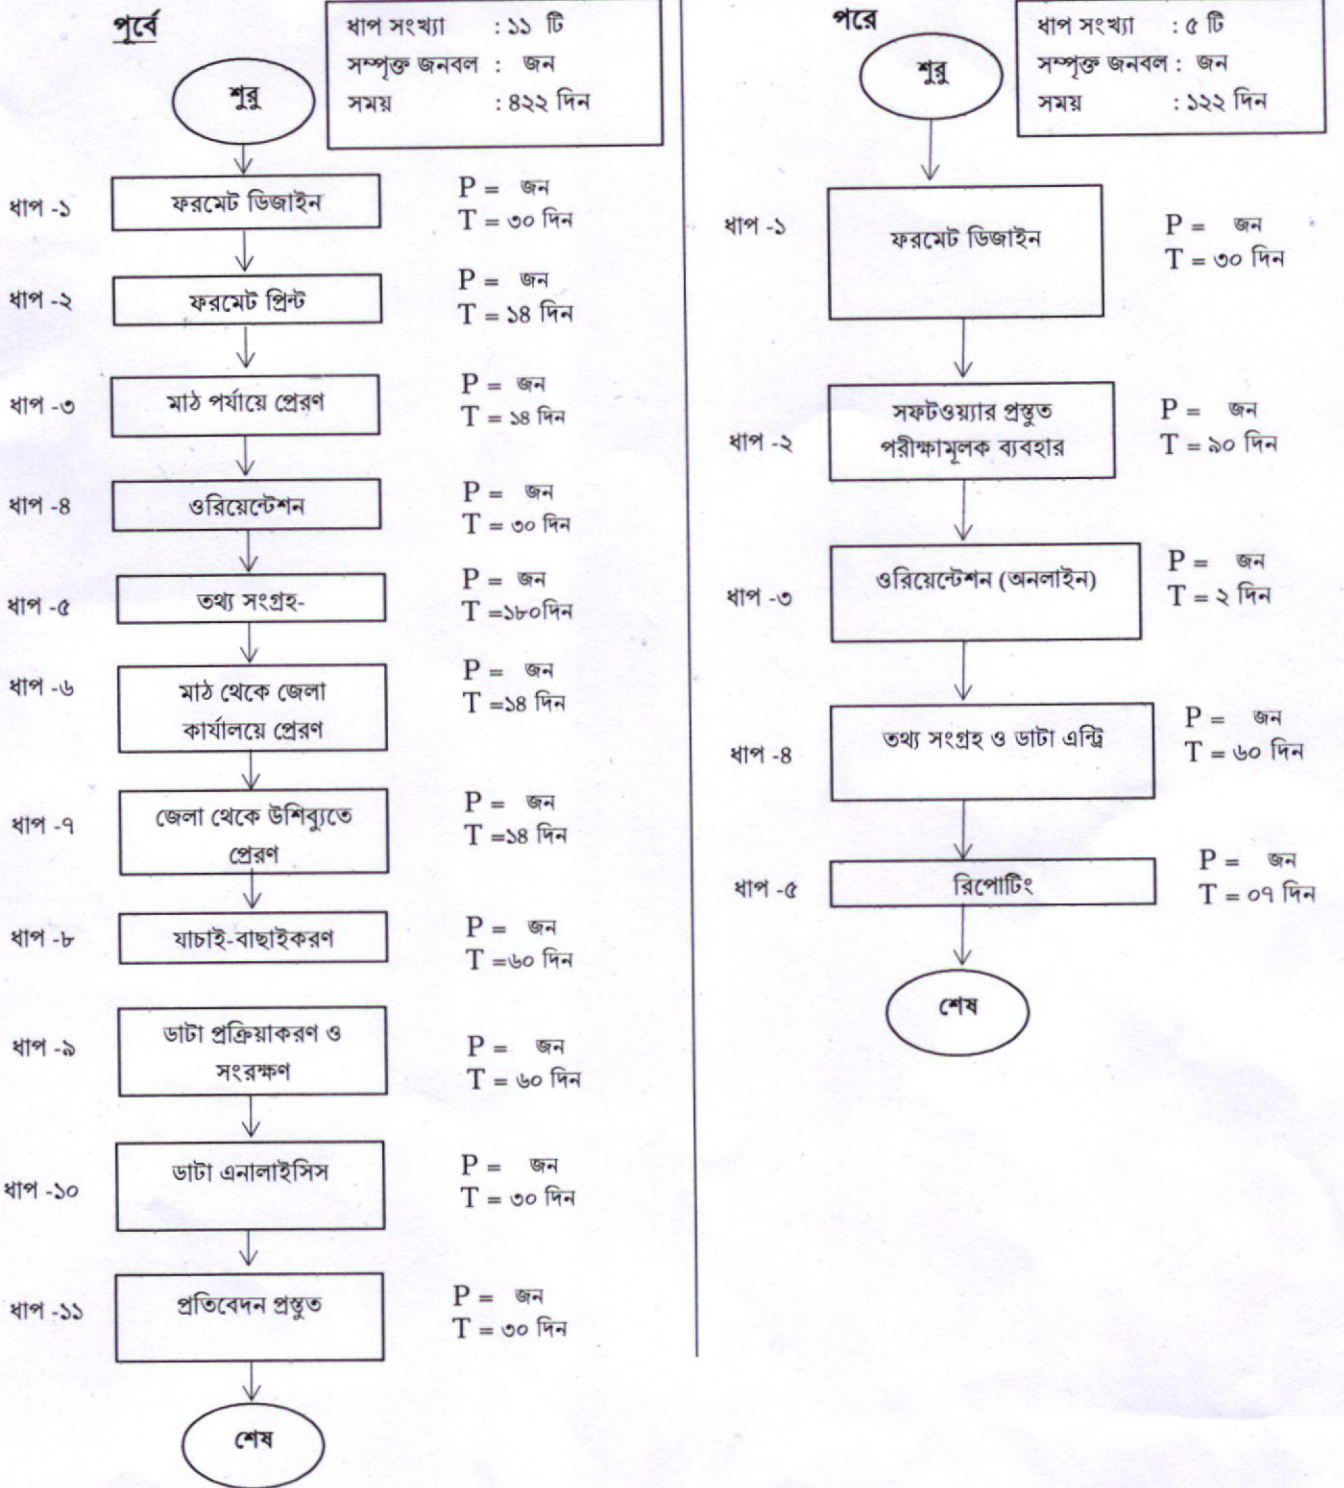 পূর্বে
ধাপ সংখ্যা : ১১ টি
সম্পৃক্ত জনবল : জন
সময় : ৪২২ দিন
শুরু
ধাপ -১
ফরমেট ডিজাইন
P = জন
T = ৩০ দিন
ধাপ -২
ফরমেট প্রিন্ট
P = জন
T = ১৪ দিন
ধাপ -৩
মাঠ পর্যায়ে প্রেরণ
P = জন
T = ১৪ দিন
ধাপ -৪
ওরিয়েন্টেশন
P = জন
T = ৩০ দিন
ধাপ -৫
তথ্য সংগ্রহ-
P = জন
T =১৮০দিন
ধাপ -৬
মাঠ থেকে জেলা
কার্যালয়ে প্রেরণ
P = জন
T =১৪ দিন
ধাপ -৭
জেলা থেকে উশিব্যুতে
প্রেরণ
P = জন
T =১৪ দিন
ধাপ -৮
যাচাই-বাছাইকরণ
P = জন
T =৬০ দিন
ধাপ -৯
ডাটা প্রক্রিয়াকরণ ও
সংরক্ষণ
P = জন
T = ৬০ দিন
ধাপ -১০
ডাটা এনালাইসিস
P = জন
T = ৩০ দিন
ধাপ -১১
প্রতিবেদন প্রস্তুত
P = জন
T = ৩০ দিন
শেষ
পরে
ধাপ সংখ্যা : ৫ টি
সম্পৃক্ত জনবল : জন
সময় : ১২২ দিন
শুরু
ধাপ -১
ফরমেট ডিজাইন
P = জন
T = ৩০ দিন
ধাপ -২
সফটওয়্যার প্রস্তুত
পরীক্ষামূলক ব্যবহার
P = জন
T = ৯০ দিন
ধাপ -৩
ওরিয়েন্টেশন (অনলাইন)
P = জন
T = ২ দিন
ধাপ -৪
তথ্য সংগ্রহ ও ডাটা এন্ট্রি
P = জন
T = ৬০ দিন
ধাপ -৫
রিপোটিং
P = জন
T = ০৭ দিন
শেষ